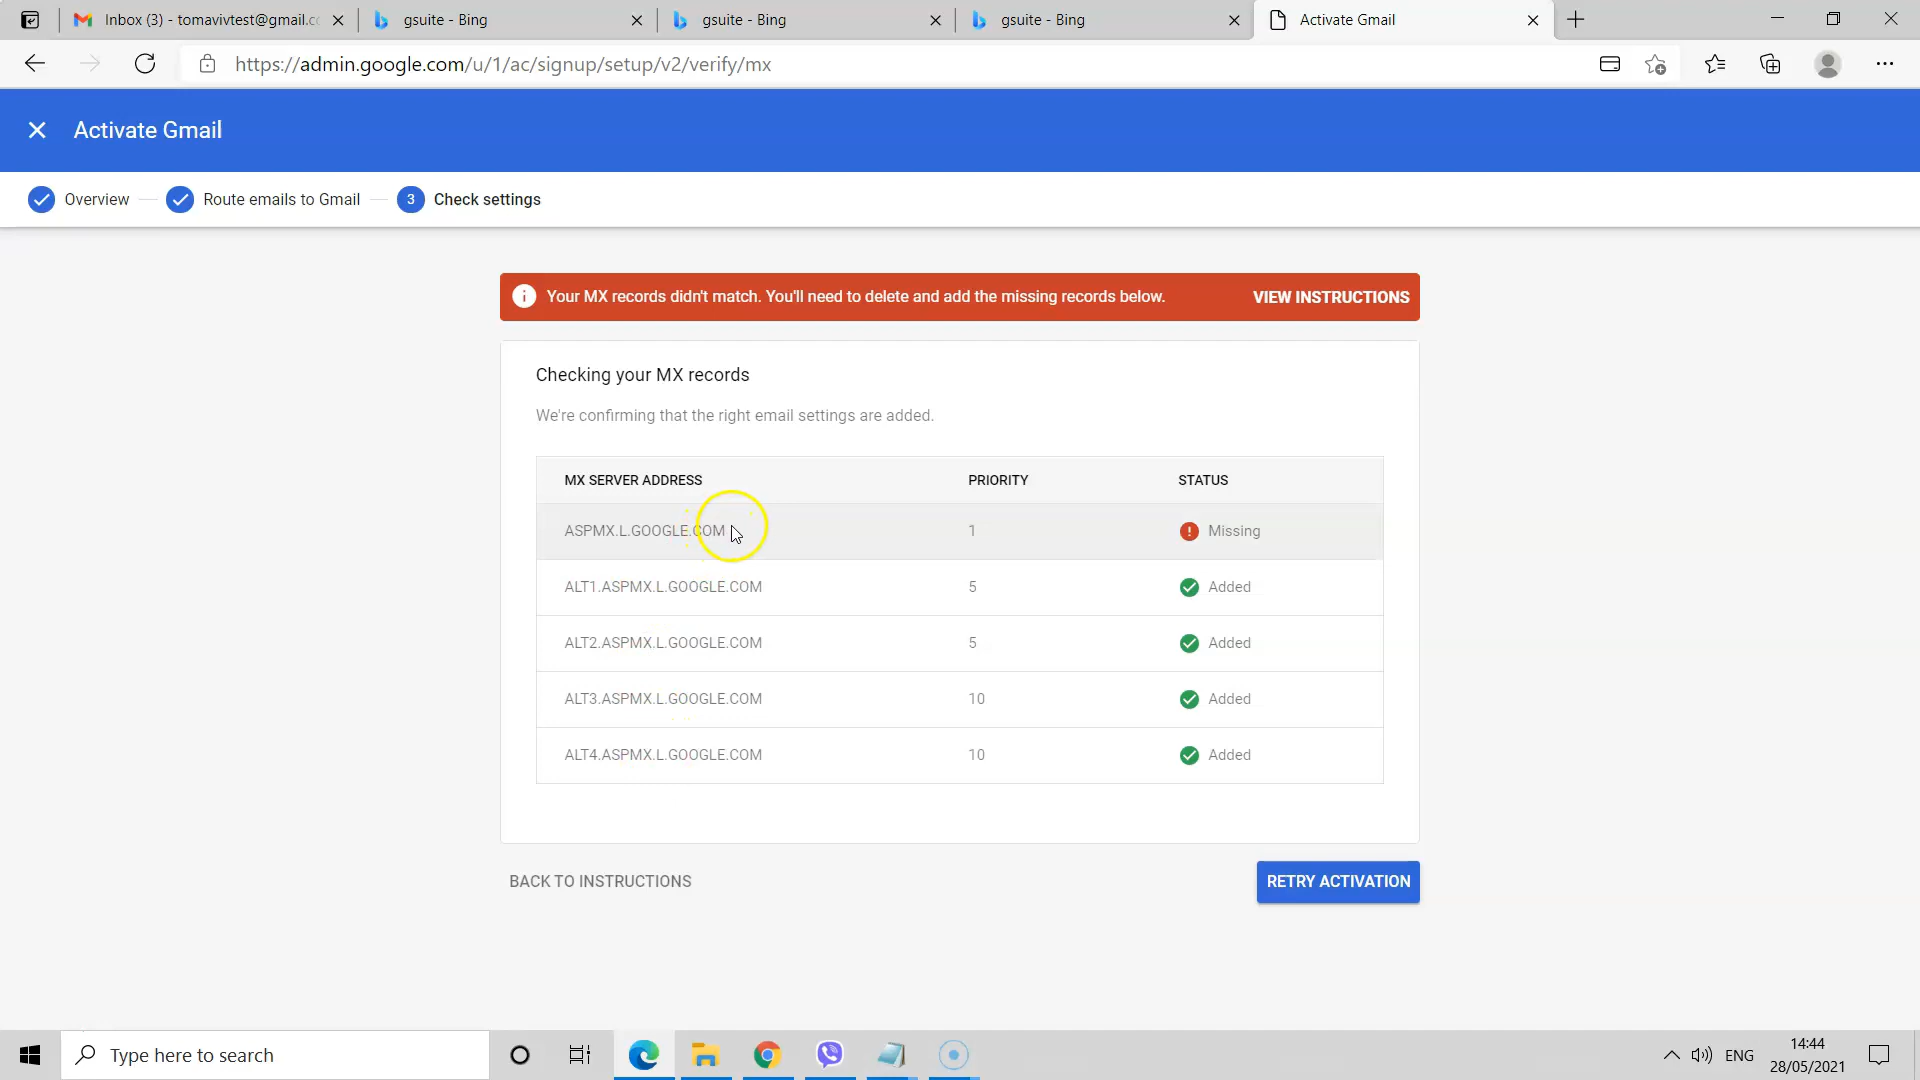 Inbox (3) - tomavivtest@gmail.c
gsuite - Bing
gsuite - Bing
gsuite - Bing
Activate Gmail
https://admin.google.com/u/1/ac/signup/setup/v2/verify/mx
Activate Gmail
Overview
Route emails to Gmail
3
Check settings
Your MX records didn't match. You'll need to delete and add the missing records below.
VIEW INSTRUCTIONS
Checking your MX records
We're confirming that the right email settings are added.
MX SERVER ADDRESS PRIORITY STATUS
ASPMX.L.GOOGLE.COM 1 Missing
ALT1.ASPMX.L.GOOGLE.COM 5 Added
ALT2.ASPMX.L.GOOGLE.COM 5 Added
ALT3.ASPMX.L.GOOGLE.COM 10 Added
ALT4.ASPMX.L.GOOGLE.COM 10 Added
BACK TO INSTRUCTIONS
RETRY ACTIVATION
Type here to search
ENG
14:44
28/05/2021